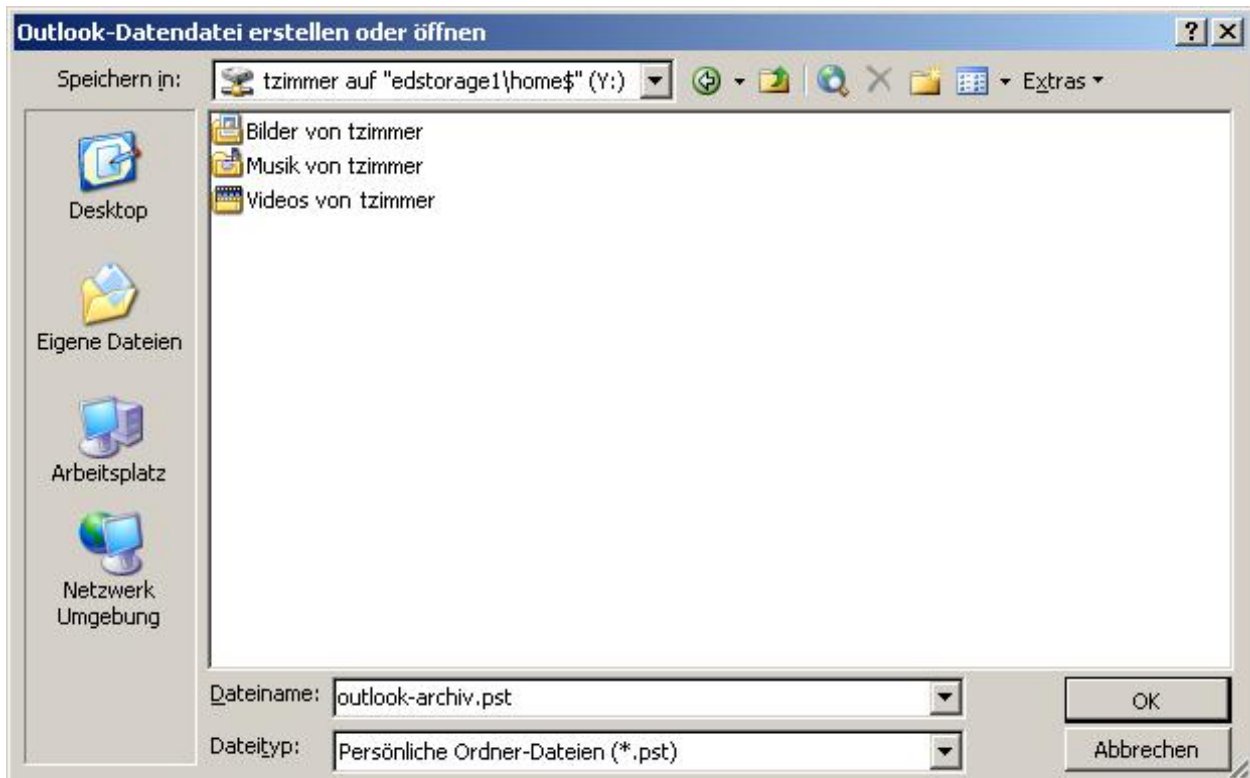 Outlook-Datendatei erstellen oder öffnen
Speichern in: tzimmer auf "edstorage1\home$" (Y:) Extras
Desktop
Eigene Dateien
Arbeitsplatz
Netzwerk
Umgebung
Bilder von tzimmer
Musik von tzimmer
Videos von tzimmer
Dateiname: outlook-archiv.pst OK
Dateityp: Persönliche Ordner-Dateien (*.pst) Abbrechen